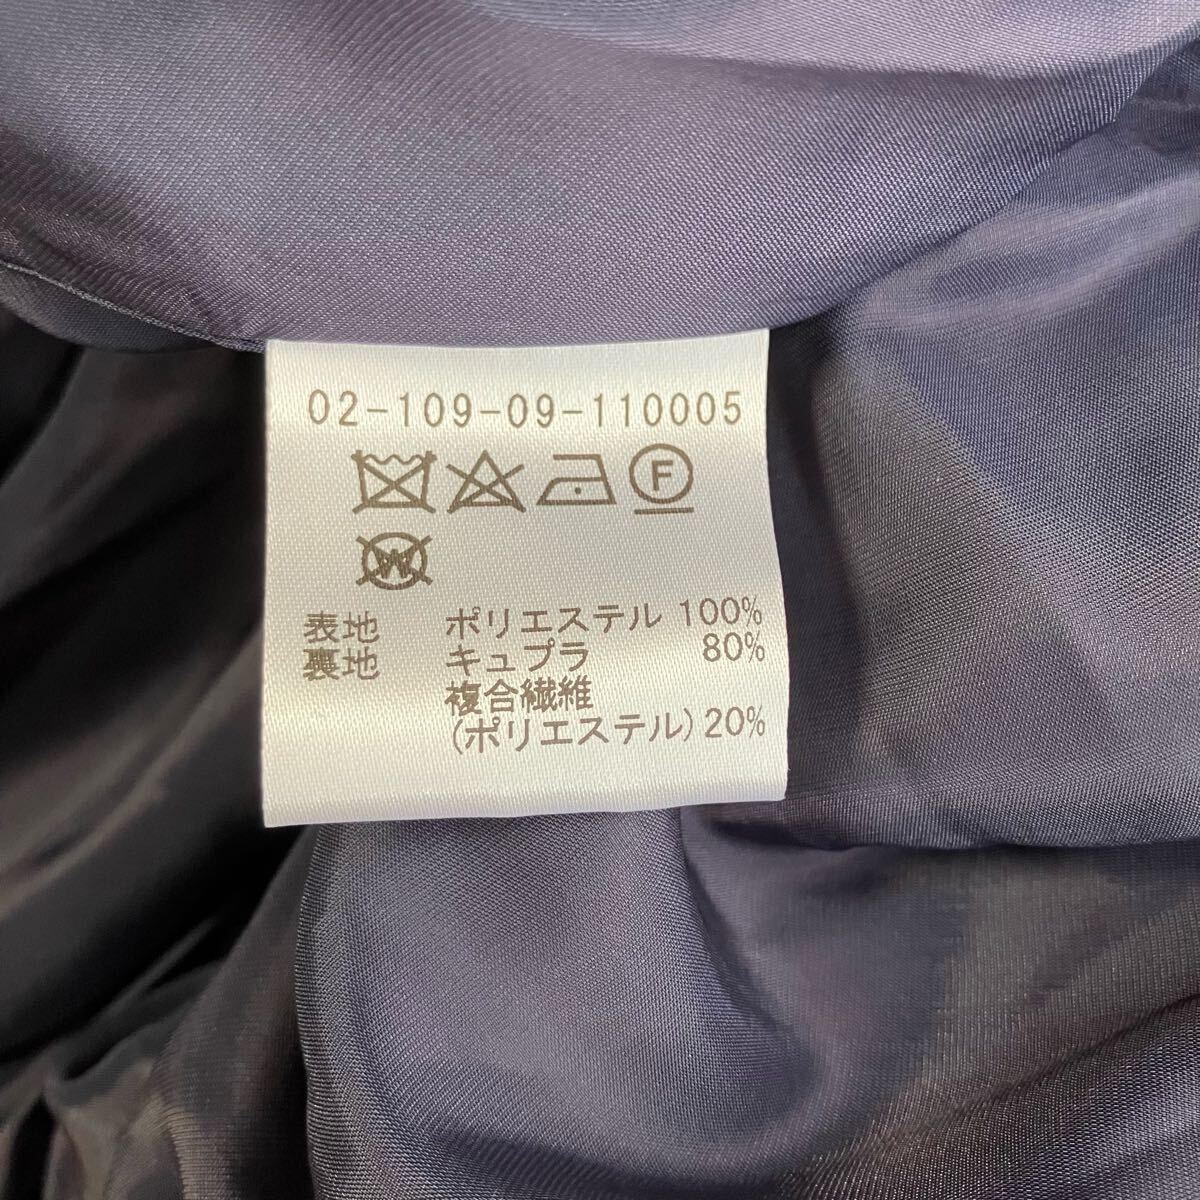 02-109-09-110005
F
W
表地 ポリエステル 100%
裏地 キュプラ 80%
複合繊維
(ポリエステル) 20%